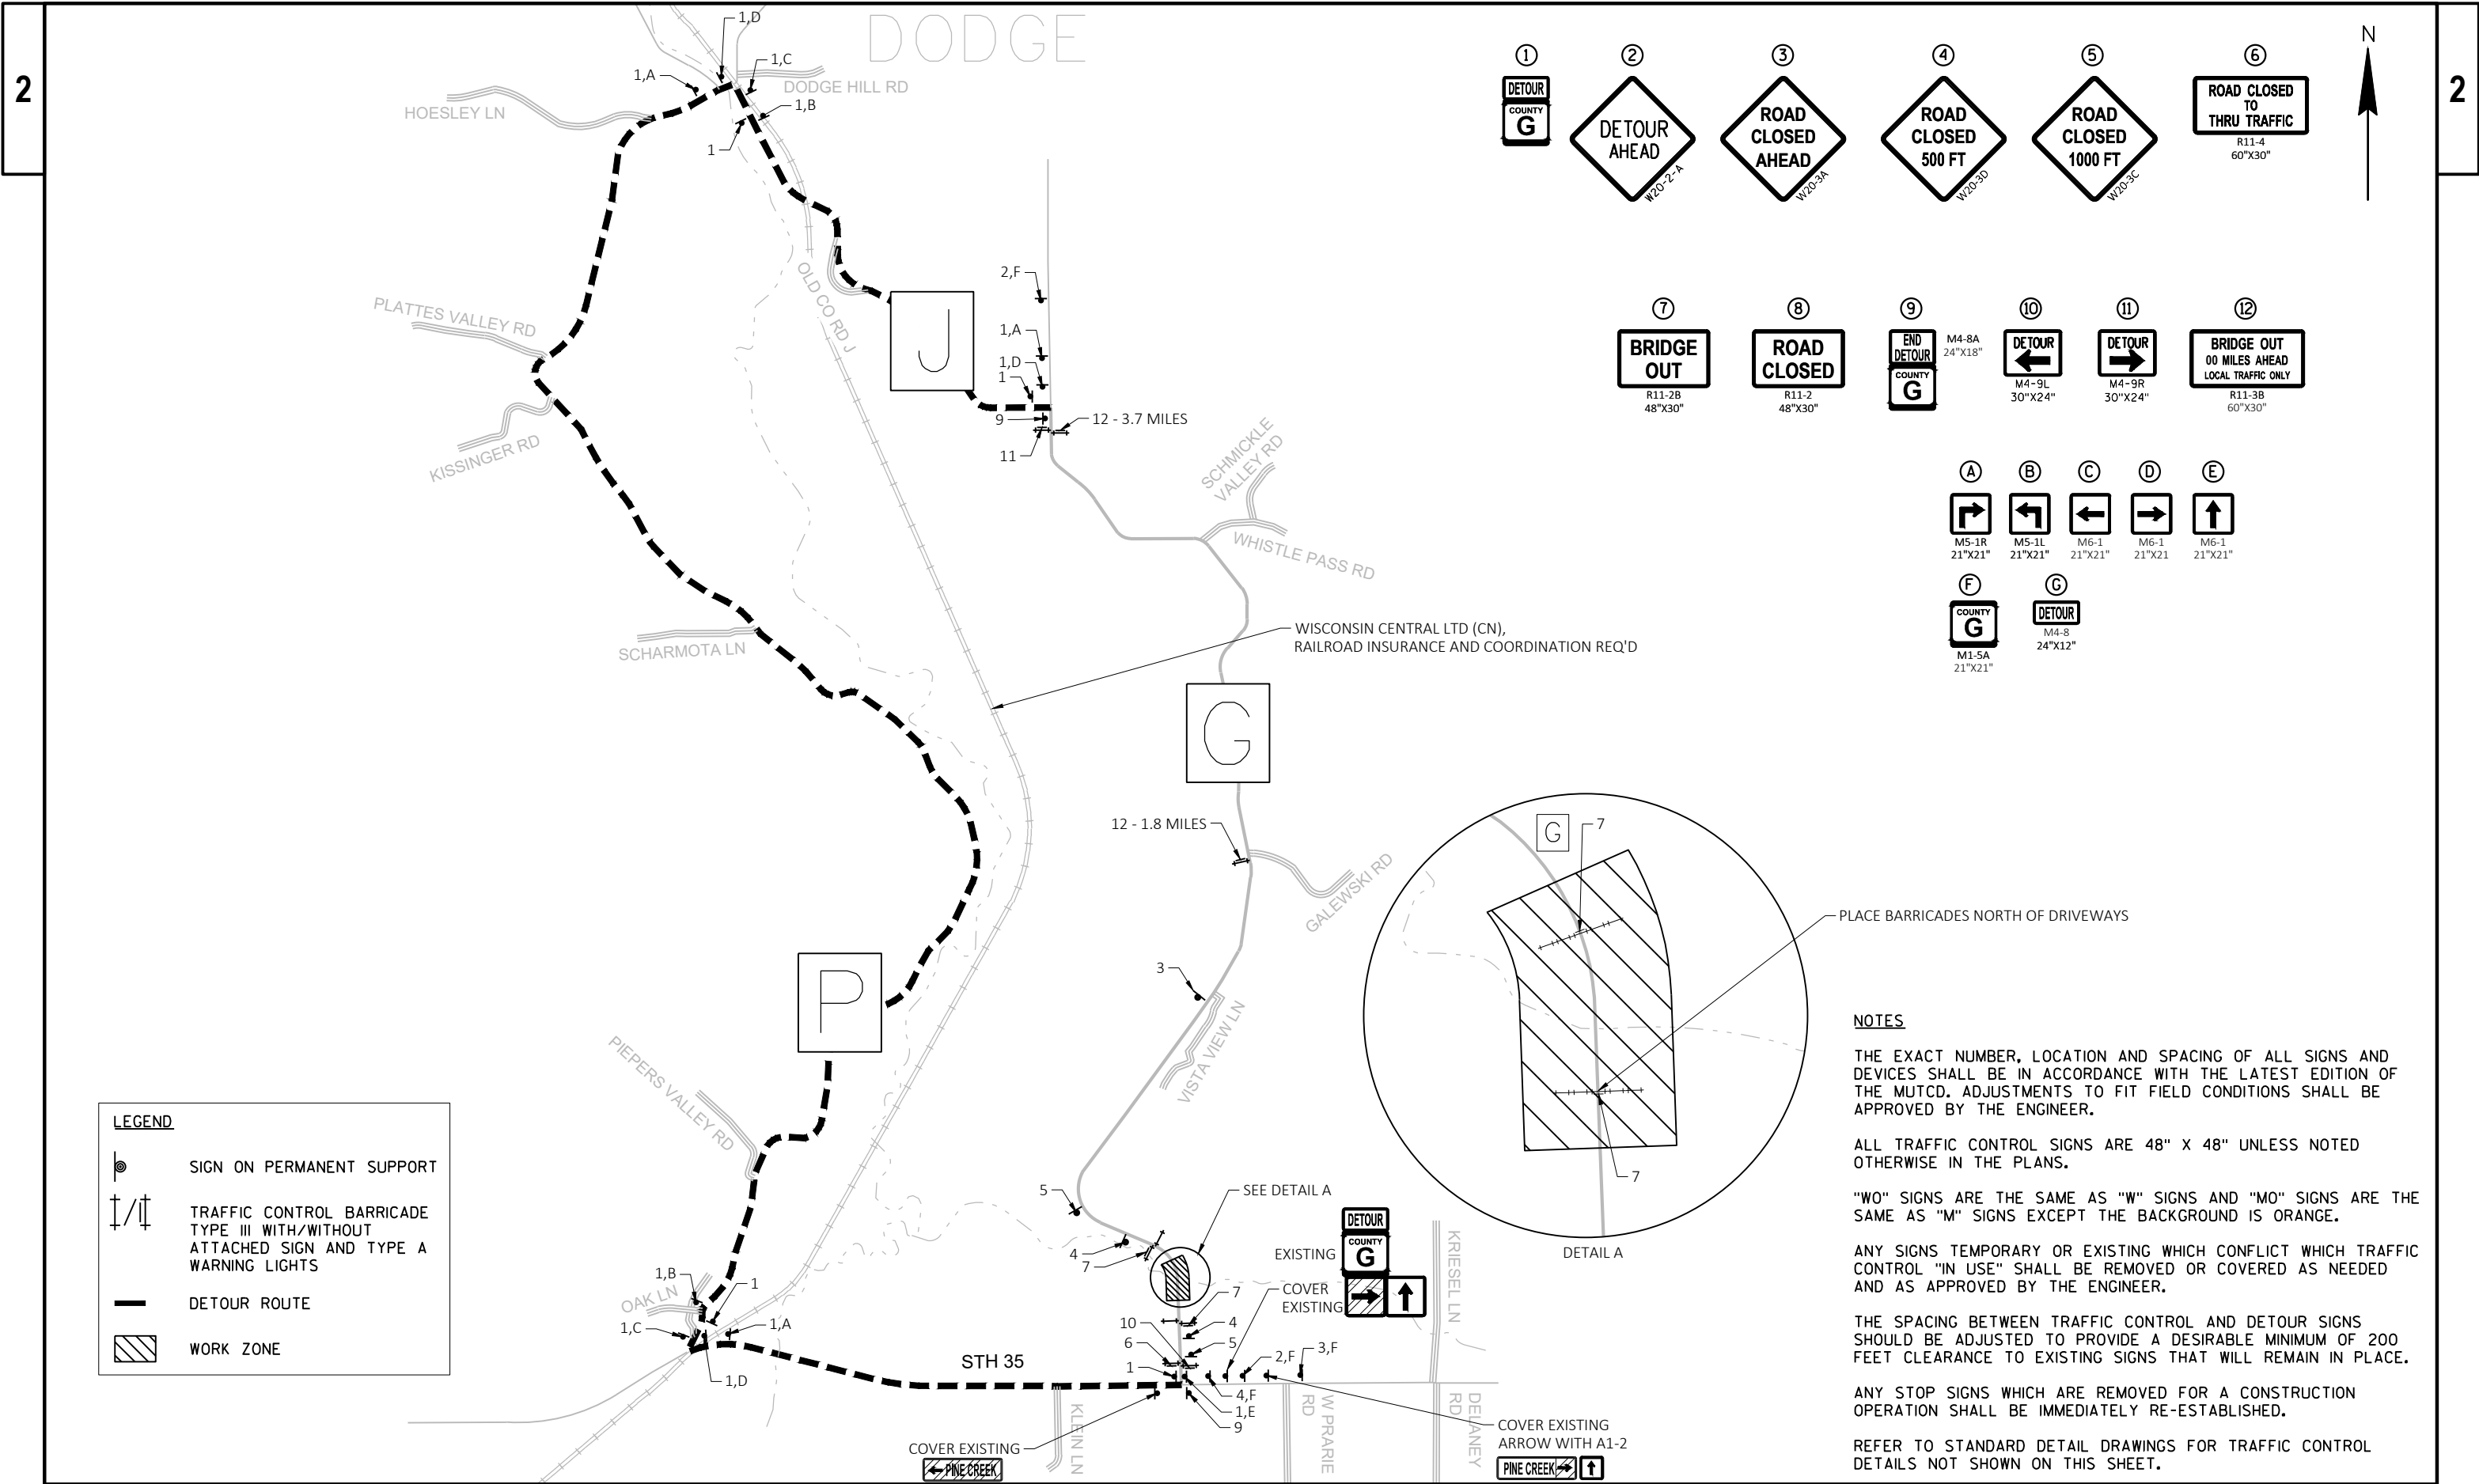 2
2
DODGE
1,D
1,C
1,A
DODGE HILL RD
HOESLEY LN
1,B
1
N
1
DETOUR
COUNTY
G
2
DETOUR
AHEAD
W20-2-A
3
ROAD
CLOSED
AHEAD
W20-3A
4
ROAD
CLOSED
500 FT
W20-3D
5
ROAD
CLOSED
1000 FT
W20-3C
6
ROAD CLOSED
TO
THRU TRAFFIC
R11-4
60"X30"
7
BRIDGE
OUT
R11-2B
48"X30"
8
ROAD
CLOSED
R11-2
48"X30"
9
END
DETOUR
COUNTY
G
M4-8A
24"X18"
10
DETOUR
M4-9L
30"X24"
11
DETOUR
M4-9R
30"X24"
12
BRIDGE OUT
00 MILES AHEAD
LOCAL TRAFFIC ONLY
R11-3B
60"X30"
A
M5-1R
21"X21"
B
M5-1L
21"X21"
C
M6-1
21"X21"
D
M6-1
21"X21
E
M6-1
21"X21"
F
COUNTY
G
M1-5A
21"X21"
G
DETOUR
M4-8
24"X12"
OLD CO RD J
PLATTES VALLEY RD
KISSINGER RD
SCHARMOTA LN
J
2,F
1,A
1,D
1
9
12 - 3.7 MILES
11
SCHMICKLE
VALLEY RD
WHISTLE PASS RD
WISCONSIN CENTRAL LTD (CN),
RAILROAD INSURANCE AND COORDINATION REQ'D
G
12 - 1.8 MILES
GALEWSKI RD
3
VISTA VIEW LN
P
PIEPERS VALLEY RD
5
4
7
SEE DETAIL A
G
7
PLACE BARRICADES NORTH OF DRIVEWAYS
7
DETAIL A
EXISTING
DETOUR
COUNTY
G
COVER
EXISTING
KRIESEL LN
7
4
5
10
6
1
2,F
3,F
4,F
1,E
9
STH 35
OAK LN
1,B
1
1,C
1,A
1,D
KLEIN LN
W PRARIE
RD
DELANEY
RD
COVER EXISTING
PINE CREEK
COVER EXISTING
ARROW WITH A1-2
PINE CREEK
LEGEND
SIGN ON PERMANENT SUPPORT
TRAFFIC CONTROL BARRICADE
TYPE III WITH/WITHOUT
ATTACHED SIGN AND TYPE A
WARNING LIGHTS
DETOUR ROUTE
WORK ZONE
NOTES
THE EXACT NUMBER, LOCATION AND SPACING OF ALL SIGNS AND
DEVICES SHALL BE IN ACCORDANCE WITH THE LATEST EDITION OF
THE MUTCD. ADJUSTMENTS TO FIT FIELD CONDITIONS SHALL BE
APPROVED BY THE ENGINEER.
ALL TRAFFIC CONTROL SIGNS ARE 48" X 48" UNLESS NOTED
OTHERWISE IN THE PLANS.
"WO" SIGNS ARE THE SAME AS "W" SIGNS AND "MO" SIGNS ARE THE
SAME AS "M" SIGNS EXCEPT THE BACKGROUND IS ORANGE.
ANY SIGNS TEMPORARY OR EXISTING WHICH CONFLICT WHICH TRAFFIC
CONTROL "IN USE" SHALL BE REMOVED OR COVERED AS NEEDED
AND AS APPROVED BY THE ENGINEER.
THE SPACING BETWEEN TRAFFIC CONTROL AND DETOUR SIGNS
SHOULD BE ADJUSTED TO PROVIDE A DESIRABLE MINIMUM OF 200
FEET CLEARANCE TO EXISTING SIGNS THAT WILL REMAIN IN PLACE.
ANY STOP SIGNS WHICH ARE REMOVED FOR A CONSTRUCTION
OPERATION SHALL BE IMMEDIATELY RE-ESTABLISHED.
REFER TO STANDARD DETAIL DRAWINGS FOR TRAFFIC CONTROL
DETAILS NOT SHOWN ON THIS SHEET.